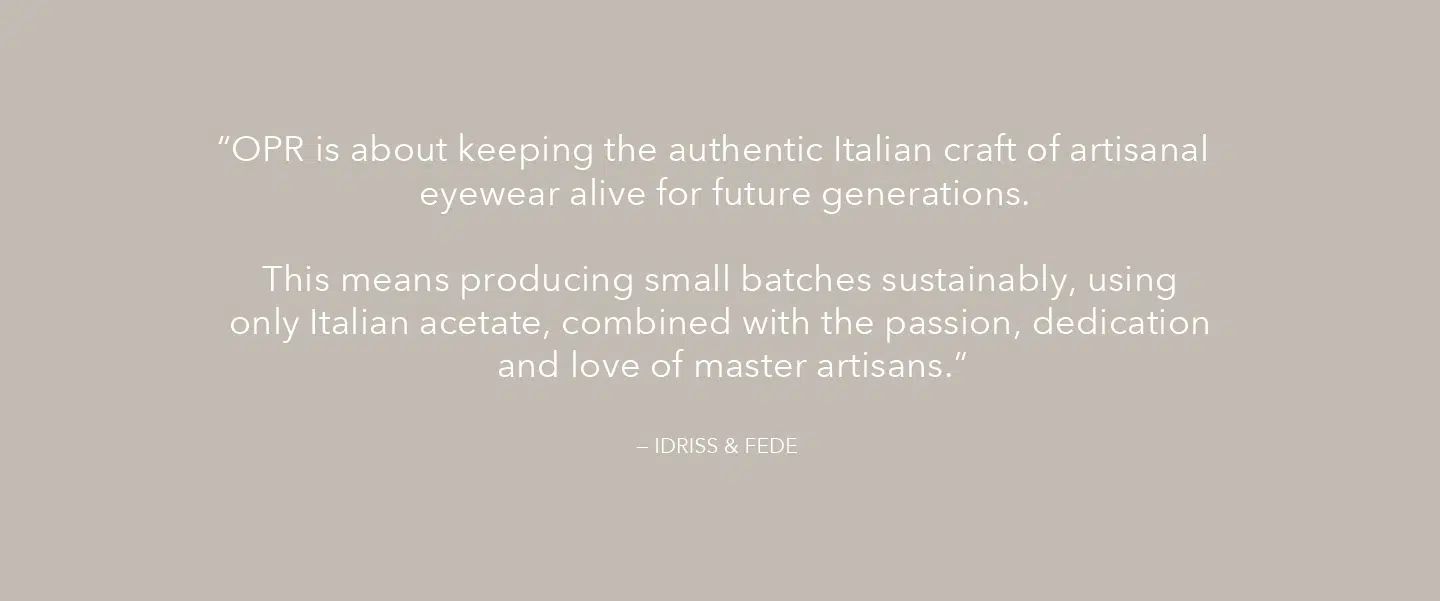 "OPR is about keeping the authentic Italian craft of artisanal
eyewear alive for future generations.
This means producing small batches sustainably, using
only Italian acetate, combined with the passion, dedication
and love of master artisans."
– IDRISS & FEDE